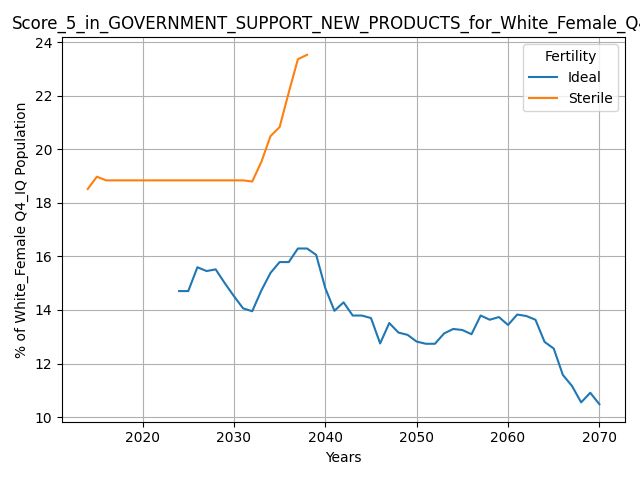 Score_5_in_GOVERNMENT_SUPPORT_NEW_PRODUCTS_for_White_Female_Q4
24
22
20
18
16
14
12
10
% of White_Female Q4_IQ Population
Fertility
Ideal
Sterile
2020 2030 2040 2050 2060 2070
Years